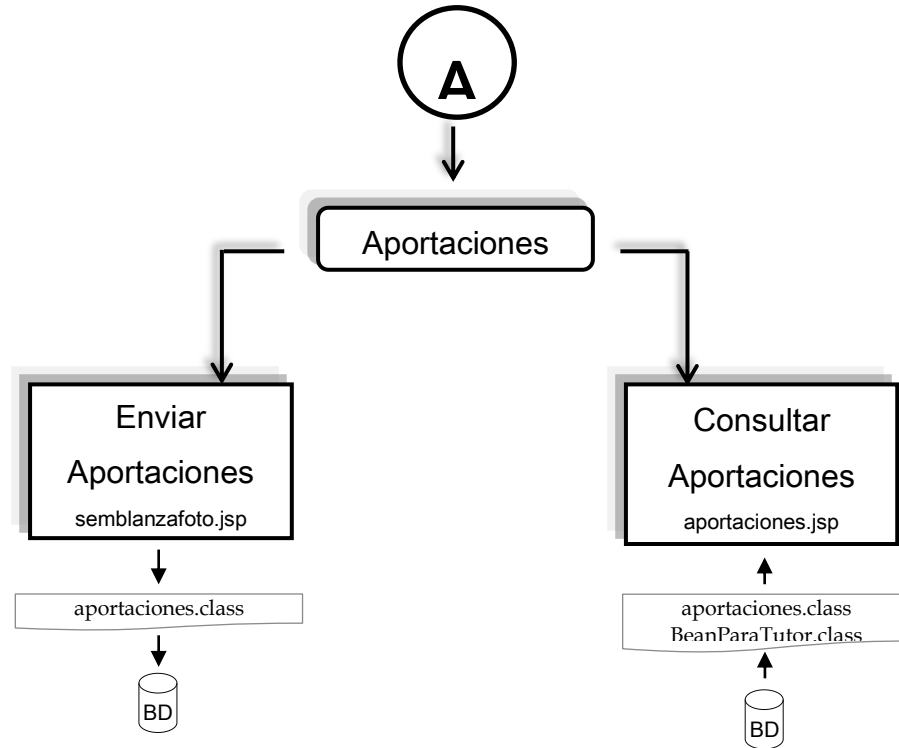 A
Aportaciones
Enviar
Aportaciones
semblanzafoto.jsp
aportaciones.class
BD
Consultar
Aportaciones
aportaciones.jsp
aportaciones.class
BeanParaTutor.class
BD